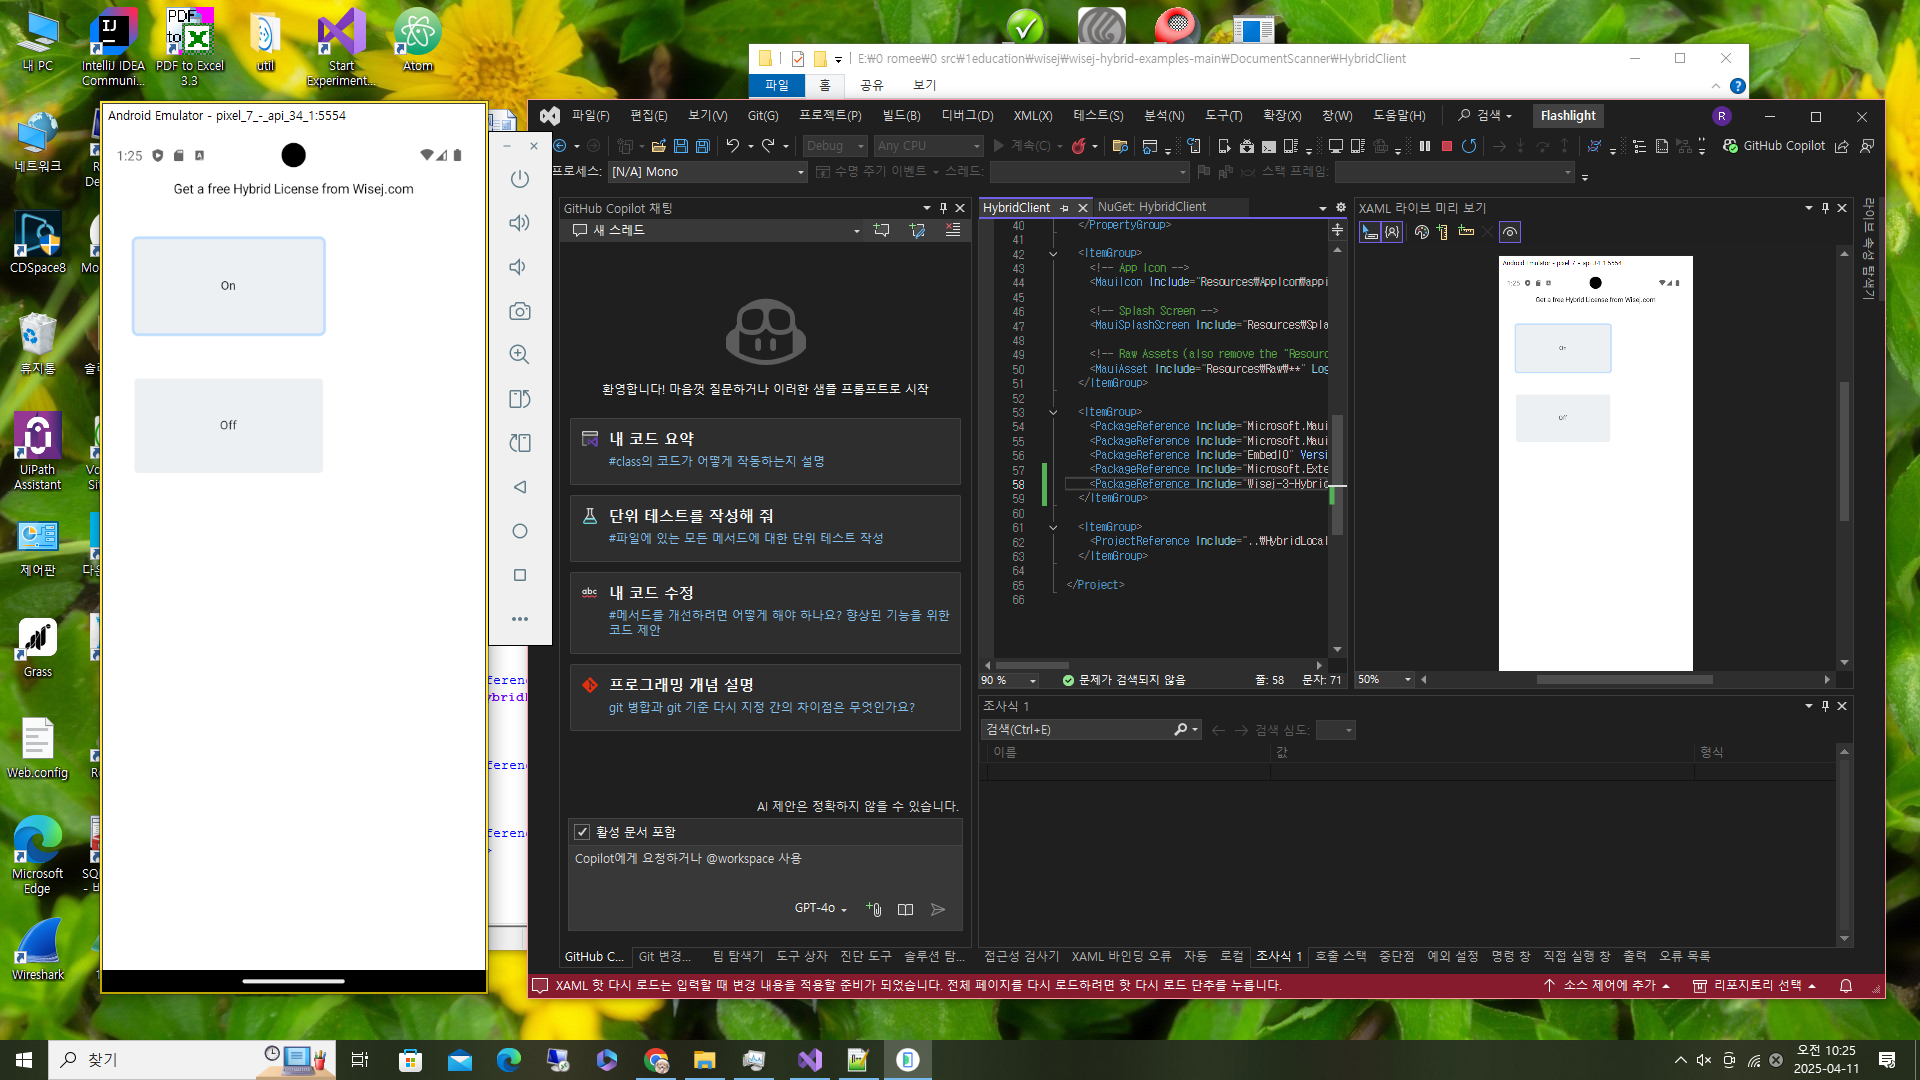 내 PC
IntelliJ IDEA
Communi...
PDF to Excel
3.3
util
Start
Experiment...
Atom
네트워크
CDSpace8
휴지통
UiPath
Assistant
제어판
Grass
Web.config
Microsoft
Edge
Wireshark
E:₩0 romee₩0 src₩1education₩wisej₩wisej-hybrid-examples-main₩DocumentScanner₩HybridClient
파일
홈
공유
보기
Android Emulator - pixel_7_-_api_34_1:5554
1:25
Get a free Hybrid License from Wisej.com
On
Off
파일(F) 편집(E) 보기(V) Git(G) 프로젝트(P) 빌드(B) 디버그(D) XML(X) 테스트(S) 분석(N) 도구(T) 확장(X) 창(W) 도움말(H) 검색 Flashlight R
Debug Any CPU 계속(C) GitHub Copilot
프로세스: [N/A] Mono 수명 주기 이벤트 스레드: 스택 프레임:
GitHub Copilot 채팅
새 스레드
환영합니다! 마음껏 질문하거나 이러한 샘플 프롬프트로 시작
내 코드 요약
#class의 코드가 어떻게 작동하는지 설명
단위 테스트를 작성해 줘
#파일에 있는 모든 메서드에 대한 단위 테스트 작성
abc 내 코드 수정
#메서드를 개선하려면 어떻게 해야 하나요? 향상된 기능을 위한
코드 제안
프로그래밍 개념 설명
git 병합과 git 기준 다시 지정 간의 차이점은 무엇인가요?
AI 제안은 정확하지 않을 수 있습니다.
활성 문서 포함
Copilot에게 요청하거나 @workspace 사용
GPT-4o
GitHub C... Git 변경... 팀 탐색기 도구 상자 진단 도구 솔루션 탐...
HybridClient NuGet: HybridClient
40 </PropertyGroup>
41
42 <ItemGroup>
43 <!-- App Icon -->
44 <MauiIcon Include="Resources₩AppIcon₩appi
45
46 <!-- Splash Screen -->
47 <MauiSplashScreen Include="Resources₩Spla
48
49 <!-- Raw Assets (also remove the "Resourc
50 <MauiAsset Include="Resources₩Raw₩**" Log
51 </ItemGroup>
52
53 <ItemGroup>
54 <PackageReference Include="Microsoft.Maui
55 <PackageReference Include="Microsoft.Maui
56 <PackageReference Include="EmbedIO" Versi
57 <PackageReference Include="Microsoft.Exte
58 <PackageReference Include="Wisej-3-Hybrid
59 </ItemGroup>
60
61 <ItemGroup>
62 <ProjectReference Include="..₩HybridLocal
63 </ItemGroup>
64
65 </Project>
66
90 % 문제가 검색되지 않음 줄: 58 문자: 71
XAML 라이브 미리 보기
Android Emulator - pixel_7_-_api_34_1:5554
1:25
Get a free Hybrid License from Wisej.com
On
Off
50%
라이브 속성 탐색기
조사식 1
검색(Ctrl+E) 검색 심도:
이름 값 형식
접근성 검사기 XAML 바인딩 오류 자동 로컬 조사식 1 호출 스택 중단점 예외 설정 명령 창 직접 실행 창 출력 오류 목록
XAML 핫 다시 로드는 입력할 때 변경 내용을 적용할 준비가 되었습니다. 전체 페이지를 다시 로드하려면 핫 다시 로드 단추를 누릅니다.
소스 제어에 추가 리포지토리 선택
찾기
오전 10:25
2025-04-11